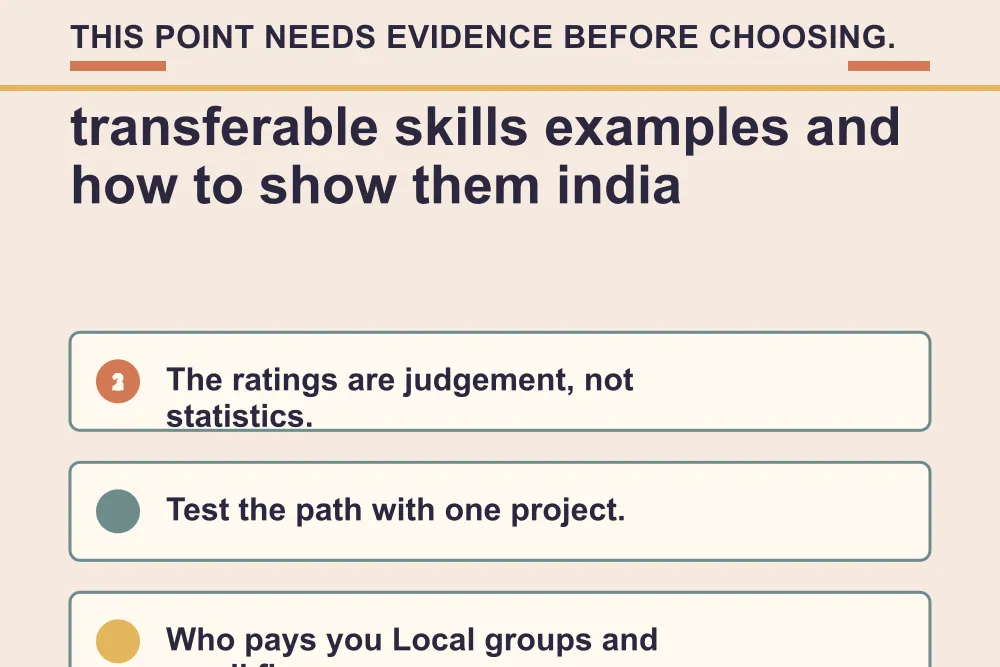 THIS POINT NEEDS EVIDENCE BEFORE CHOOSING.
transferable skills examples and
how to show them india
The ratings are judgement, not
statistics.
Test the path with one project.
Who pays you Local groups and